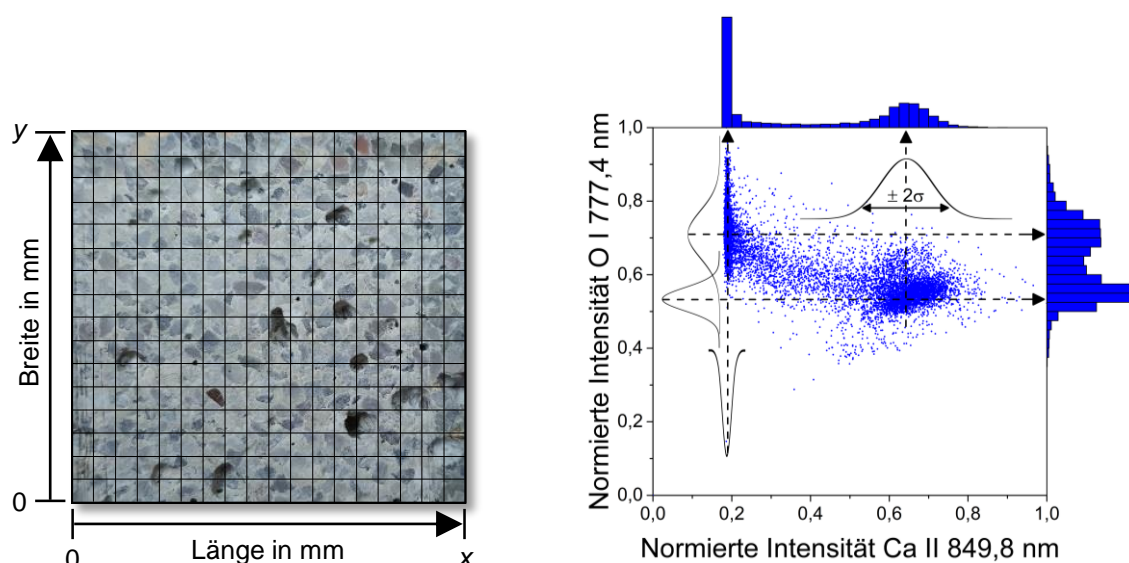 y
Breite in mm
0
0
Länge in mm
x
Normierte Intensität O I 777,4 nm
1,0
0,8
0,6
0,4
0,2
0,0
± 2σ
0,0
0,2
0,4
0,6
0,8
1,0
Normierte Intensität Ca II 849,8 nm